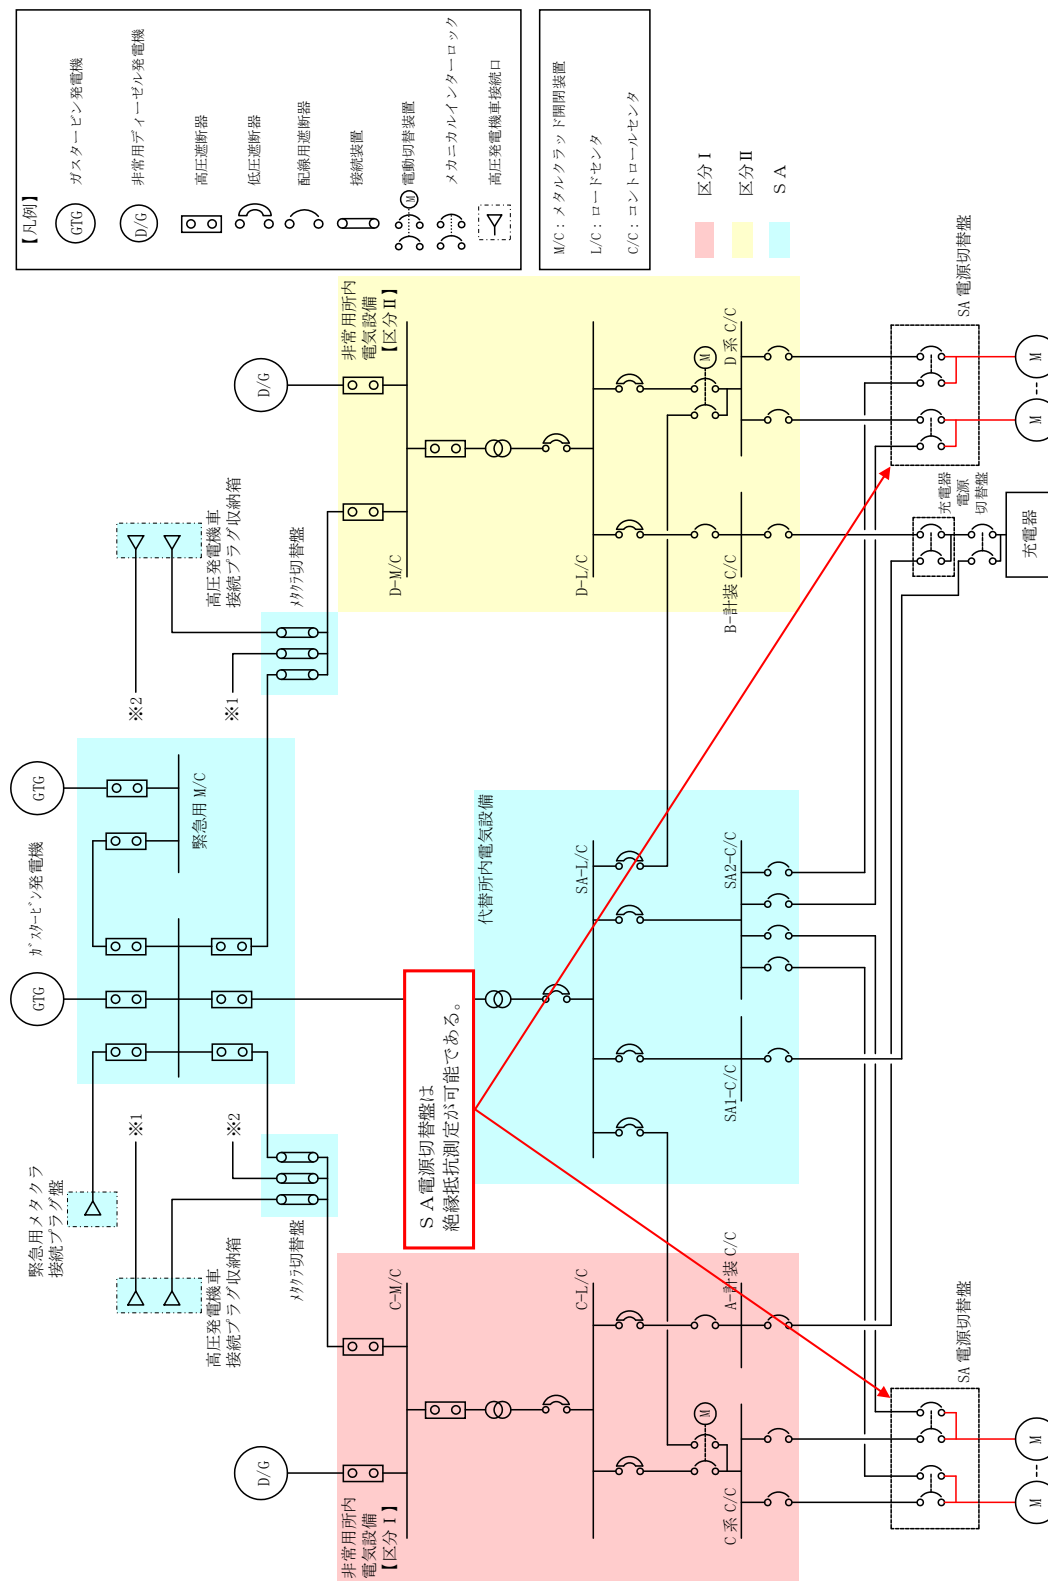 【凡例】
GTG
ガスタービン発電機
D/G
非常用ディーゼル発電機
高圧遮断器
低圧遮断器
配線用遮断器
接続装置
M
電動切替装置
メカニカルインターロック
高圧発電機車接続口
M/C：メタルクラッド開閉装置
L/C：ロードセンタ
C/C：コントロールセンタ
区分Ⅰ
区分Ⅱ
ＳＡ
緊急用メタクラ
接続プラグ盤
GTG
ｶﾞｽﾀｰﾋﾞﾝ発電機
GTG
緊急用 M/C
※1
※2
高圧発電機車
接続プラグ収納箱
ﾒﾀｸﾗ切替盤
※2
※1
高圧発電機車
接続プラグ収納箱
ﾒﾀｸﾗ切替盤
D/G
非常用所内
電気設備
【区分Ⅰ】
C-M/C
C-L/C
M
C 系 C/C
A-計装 C/C
ＳＡ電源切替盤は
絶縁抵抗測定が可能である。
代替所内電気設備
SA-L/C
SA1-C/C
SA2-C/C
D/G
非常用所内
電気設備
【区分Ⅱ】
D-M/C
D-L/C
M
B-計装 C/C
D 系 C/C
SA 電源切替盤
M
M
充電器
電源
切替盤
充電器
SA 電源切替盤
M
M